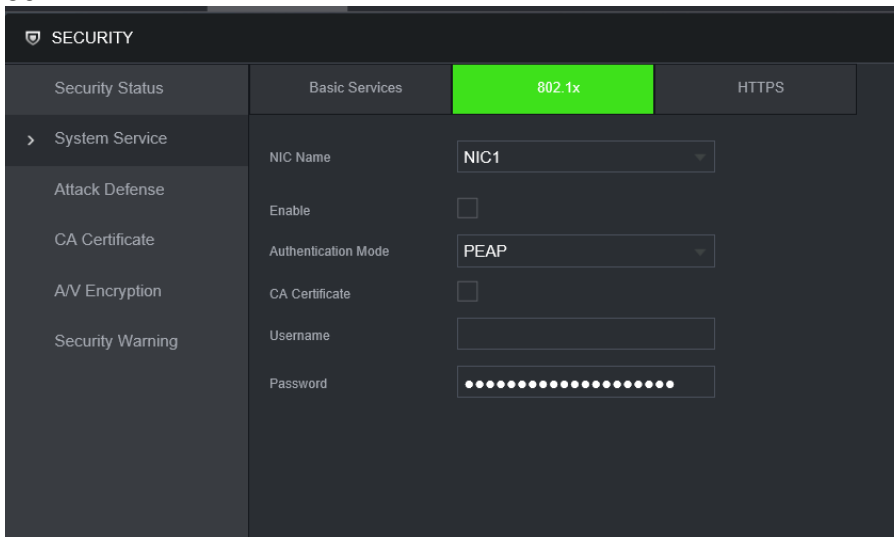 SECURITY
Security Status
Basic Services
802.1x
HTTPS
System Service
NIC Name
NIC1
Attack Defense
Enable
CA Certificate
Authentication Mode
PEAP
A/V Encryption
CA Certificate
Security Warning
Username
Password
●●●●●●●●●●●●●●●●●●●●